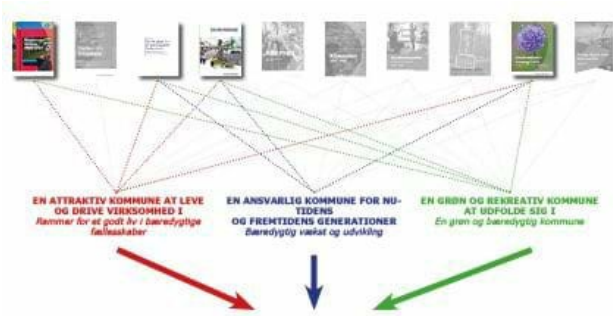 EN ATTRAKTIV KOMMUNE AT LEVE
OG DRIVE VIRKSOMHED I
Rammer for et godt liv i bæredygtige
fællesskaber
EN ANSVARLIG KOMMUNE FOR NU-
TIDENS
OG FREMTIDENS GENERATIONER
Bæredygtig vækst og udvikling
EN GRØN OG REKREATIV KOMMUNE
AT UDFOLDE SIG I
En grøn og bæredygtig kommune